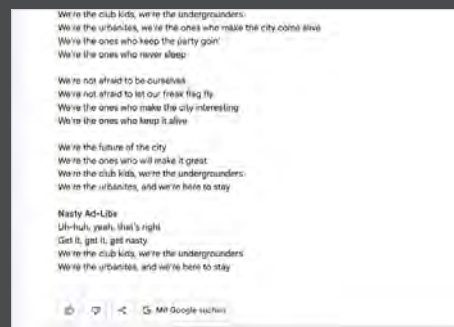 We're the club kids, we're the undergrounders
We're the urbanites, we're the ones who make the city come alive
We're the ones who keep the party goin'
We're the ones who never sleep
We're not afraid to be ourselves
We're not afraid to let our freak flag fly
We're the ones who make the city interesting
We're the ones who keep it alive
We're the future of the city
We're the ones who will make it great
We're the club kids, we're the undergrounders
We're the urbanites, and we're here to stay
Nasty Ad-Libs
Uh-huh, yeah, that's right
Get it, get it, get nasty
We're the club kids, we're the undergrounders
We're the urbanites, and we're here to stay
Mit Google suchen